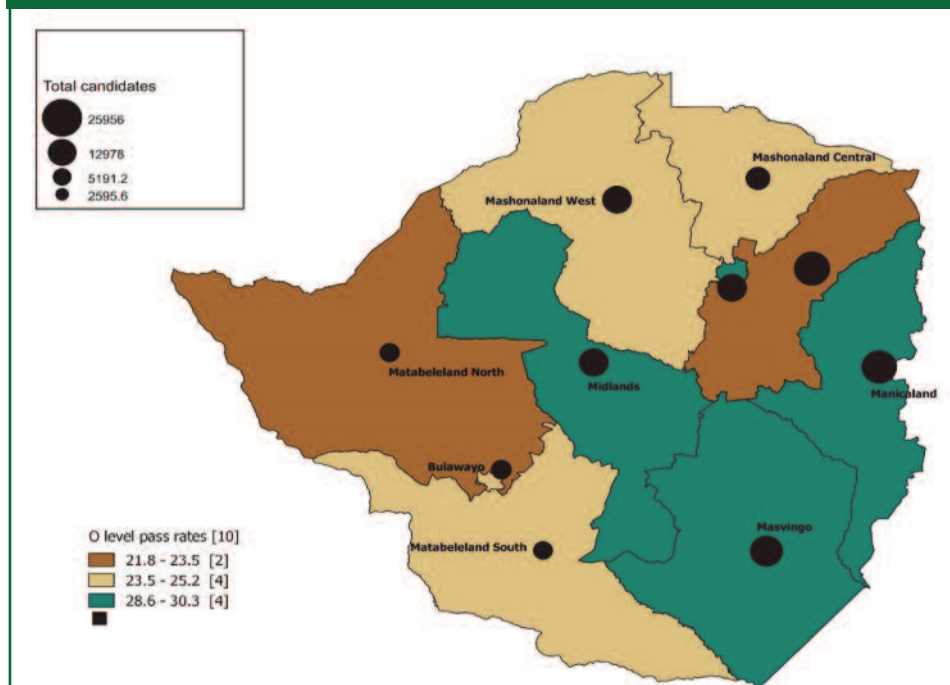 Total candidates
25956
12978
5191.2
2595.6
Mashonaland Central
Mashonaland West
Matabeleland North
Midlands
Manicaland
Bulawayo
Masvingo
Matabeleland South
O level pass rates [10]
21.8 - 23.5 [2]
23.5 - 25.2 [4]
28.6 - 30.3 [4]